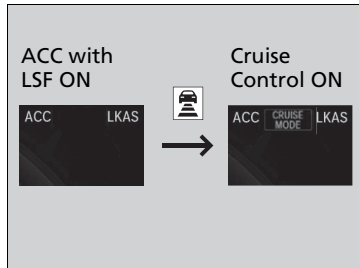 ACC with
LSF ON
Cruise
Control ON
ACC LKAS
ACC CRUISE MODE LKAS